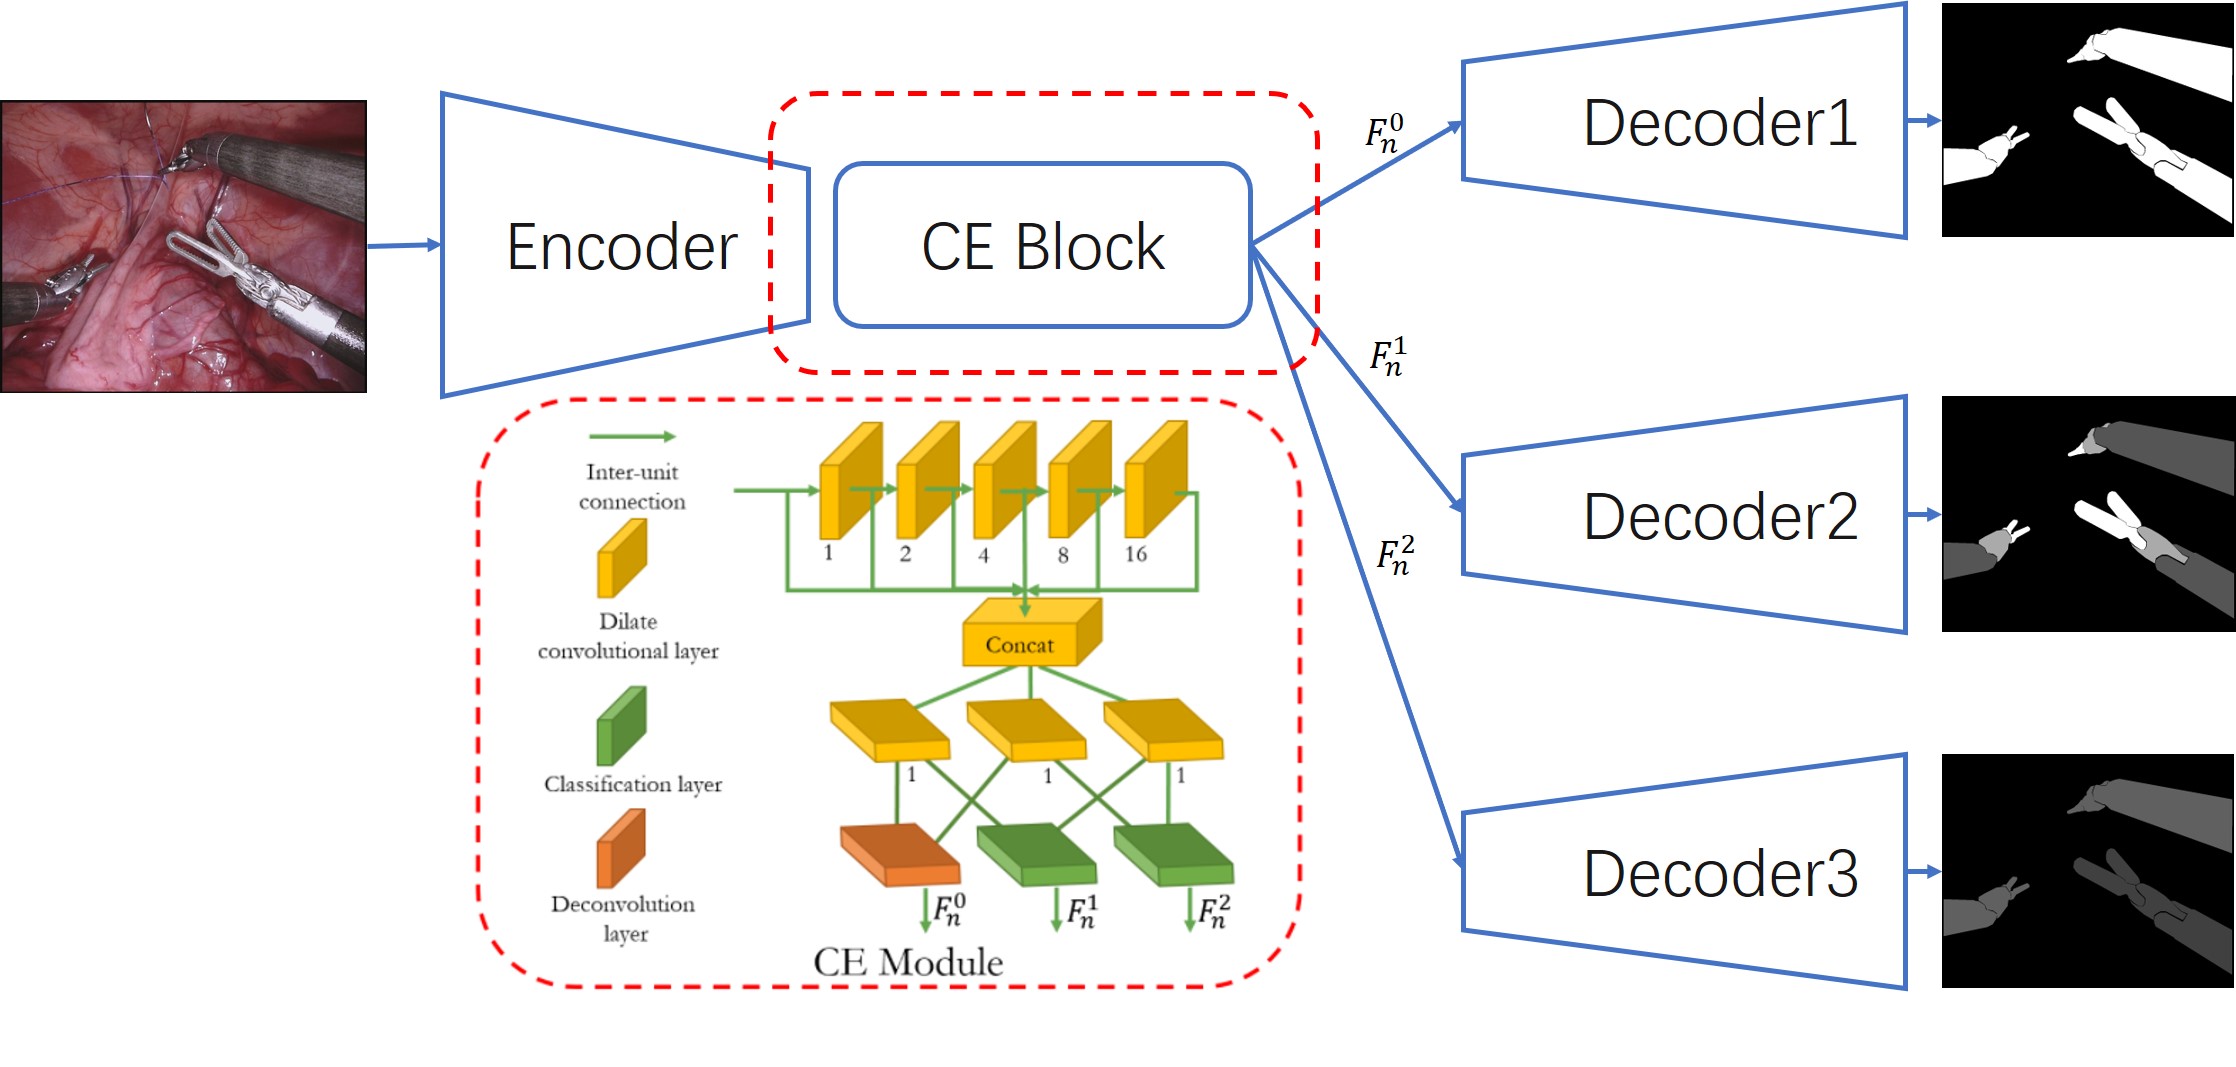 Encoder
CE Block
F_n^0
F_n^1
F_n^2
Decoder1
Decoder2
Decoder3
Inter-unit
connection
Dilate
convolutional layer
Classification layer
Deconvolution
layer
1 2 4 8 16
Concat
1 1 1
F_n^0 F_n^1 F_n^2
CE Module